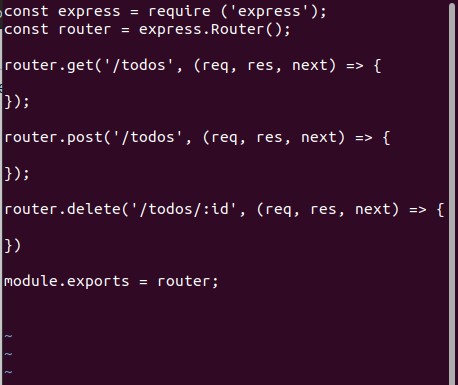 const express = require ('express');
const router = express.Router();
router.get('/todos', (req, res, next) => {
});
router.post('/todos', (req, res, next) => {
});
router.delete('/todos/:id', (req, res, next) => {
})
module.exports = router;
~
~
~